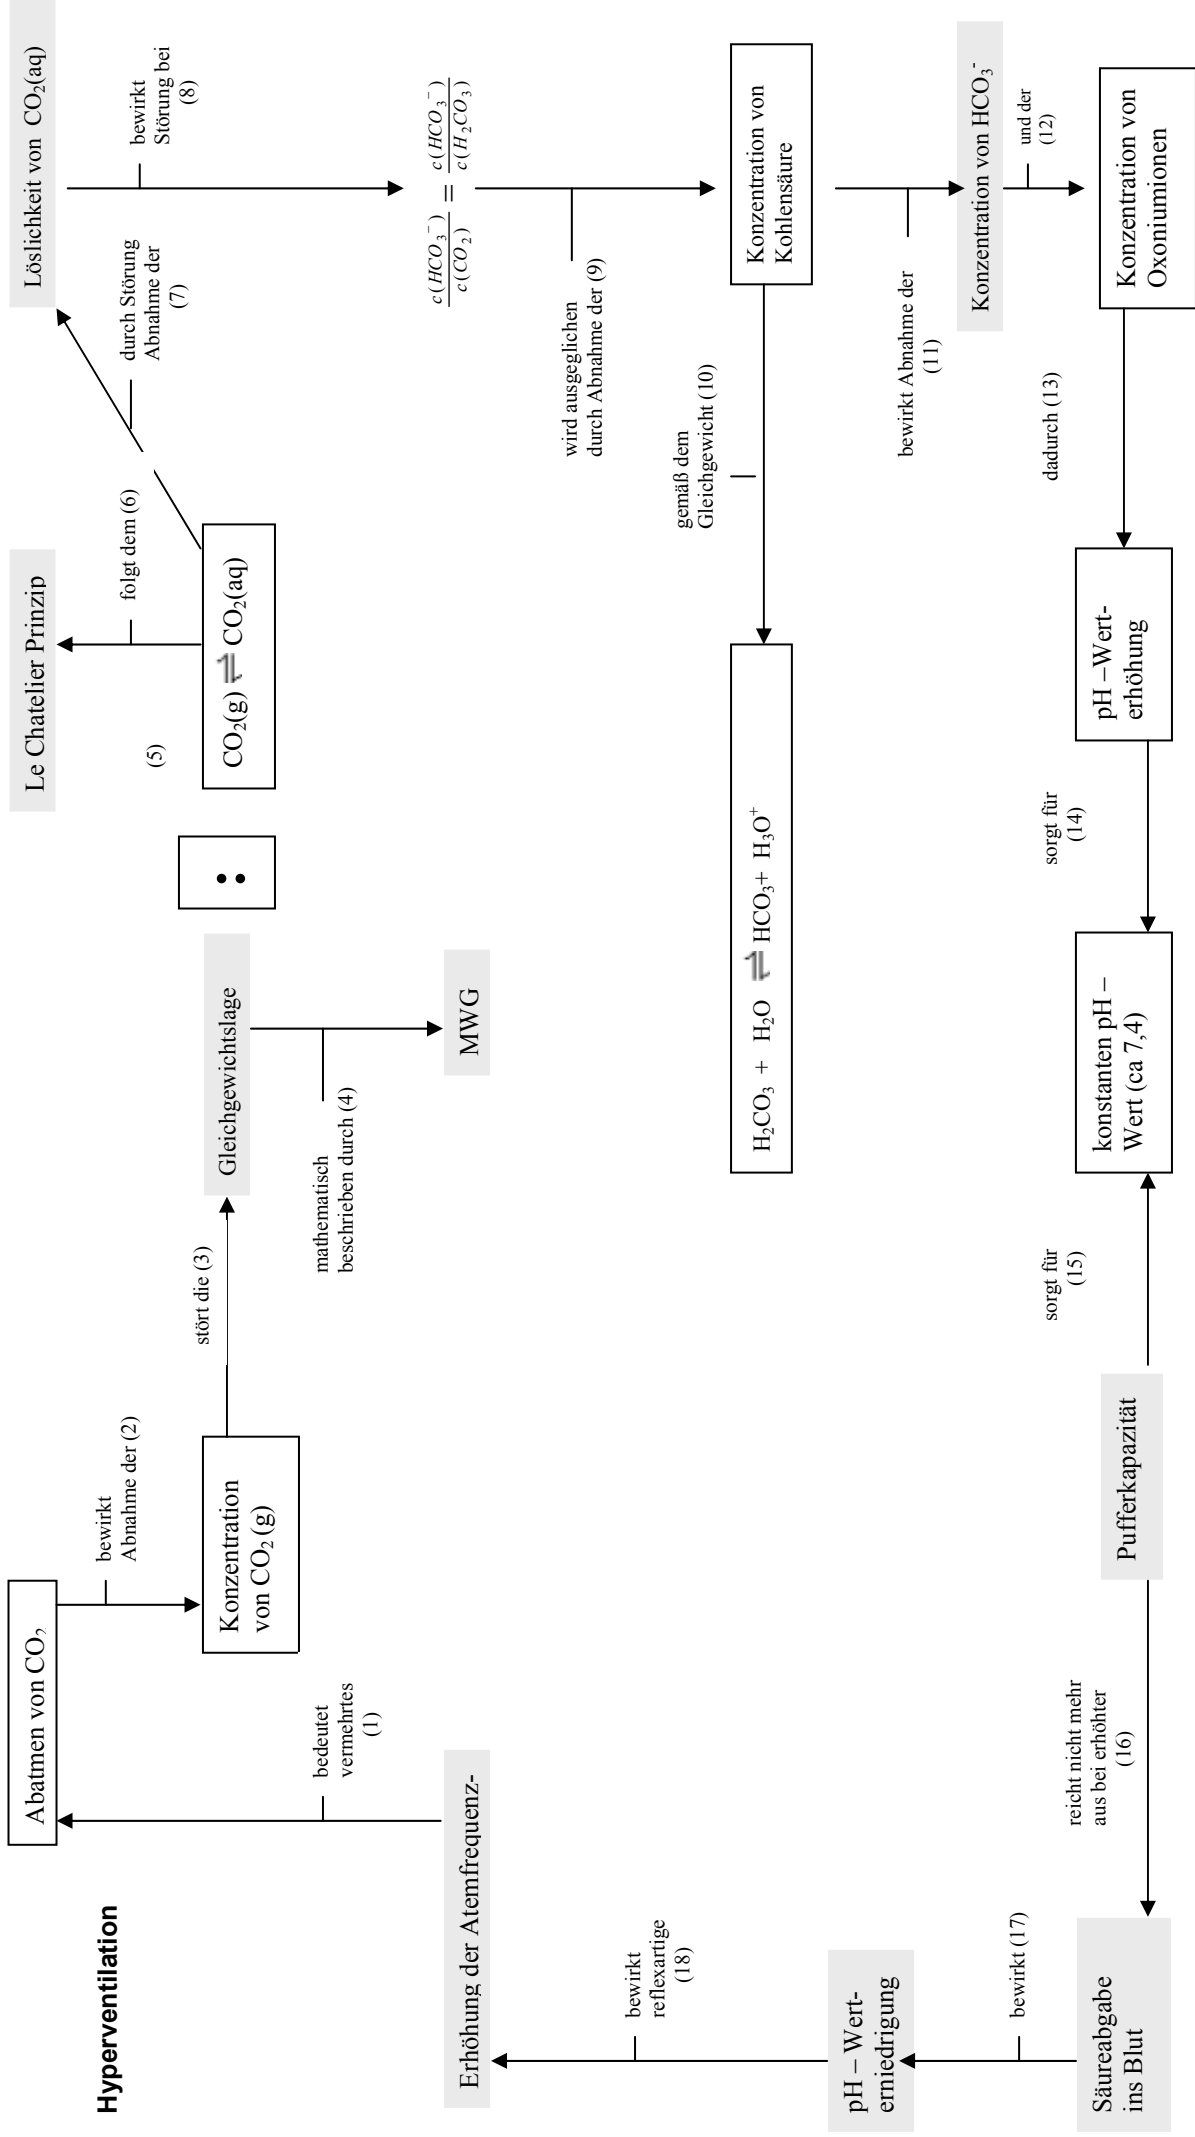 Hyperventilation
Abatmen von CO₂
bewirkt
Abnahme der (2)
Konzentration
von CO₂ (g)
stört die (3)
Gleichgewichtslage
mathematisch
beschrieben durch (4)
MWG
:
(5)
CO₂(g) ⇌ CO₂(aq)
folgt dem (6)
Le Chatelier Prinzip
durch Störung
Abnahme der
(7)
Löslichkeit von CO₂(aq)
bewirkt
Störung bei
(8)
c(HCO₃⁻)/c(CO₂) = c(HCO₃⁻)/c(H₂CO₃)
wird ausgeglichen
durch Abnahme der (9)
Konzentration von
Kohlensäure
gemäß dem
Gleichgewicht (10)
H₂CO₃ + H₂O ⇌ HCO₃+ H₃O⁺
bewirkt Abnahme der
(11)
Konzentration von HCO₃⁻
und der
(12)
Konzentration von
Oxoniumionen
dadurch (13)
pH –Wert-
erhöhung
sorgt für
(14)
konstanten pH –
Wert (ca 7,4)
sorgt für
(15)
Pufferkapazität
reicht nicht mehr
aus bei erhöhter
(16)
Säureabgabe
ins Blut
bewirkt (17)
pH – Wert-
erniedrigung
bewirkt
reflexartige
(18)
Erhöhung der Atemfrequenz-
bedeutet
vermehrtes
(1)